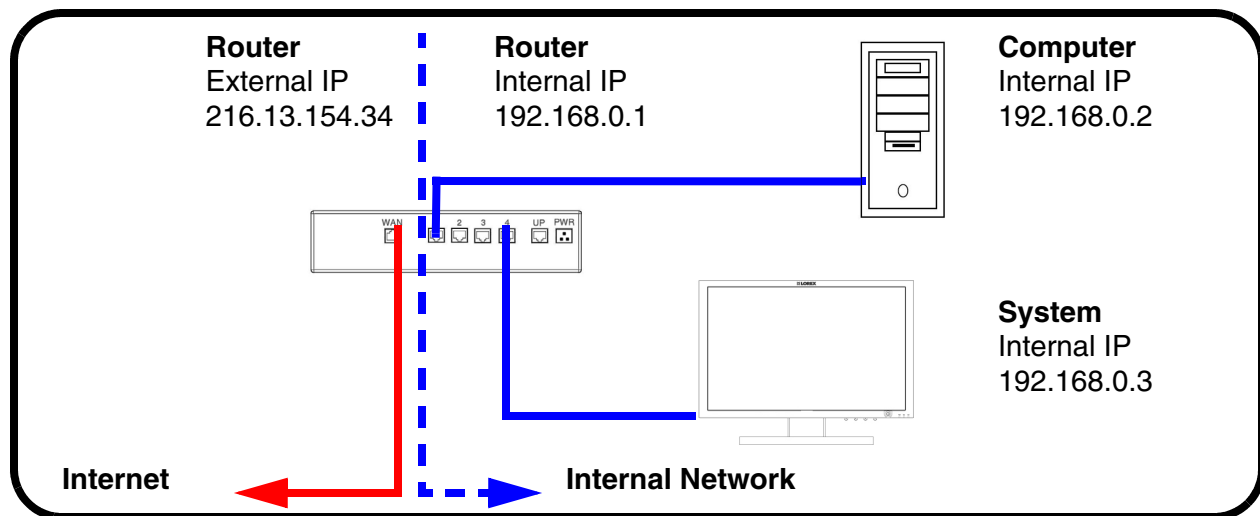 Router
External IP
216.13.154.34
Router
Internal IP
192.168.0.1
Computer
Internal IP
192.168.0.2
WAN
2
3
4
UP
PWR
LOREX
System
Internal IP
192.168.0.3
Internet
Internal Network